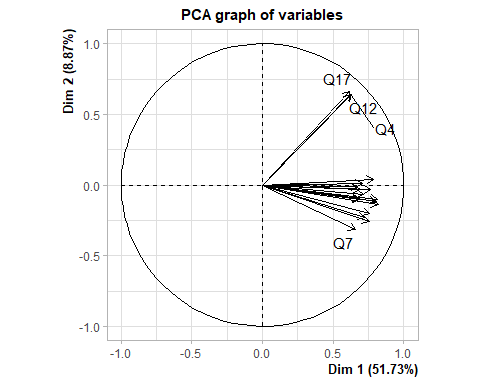 PCA graph of variables
Dim 2 (8.87%)
1.0
0.5
0.0
-0.5
-1.0
Q17
Q12
Q4
Q7
-1.0 -0.5 0.0 0.5 1.0
Dim 1 (51.73%)